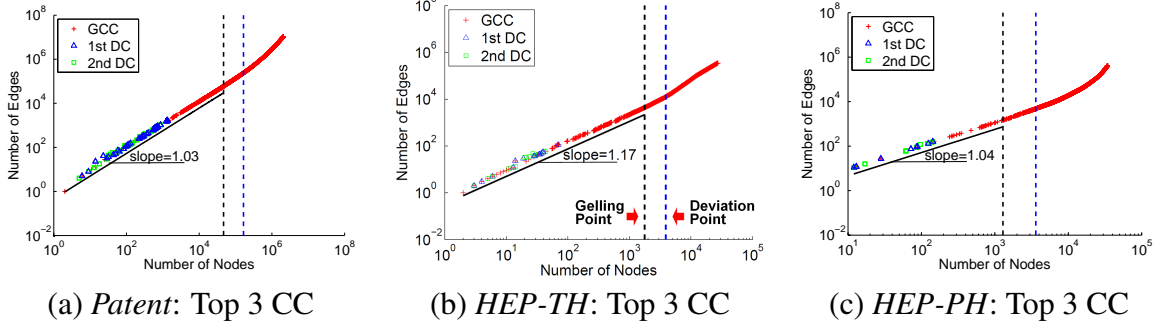 GCC
1st DC
2nd DC
slope=1.03
Number of Edges
10^8
10^6
10^4
10^2
10^0
10^-2
10^0 10^2 10^4 10^6 10^8
Number of Nodes
(a) Patent: Top 3 CC
GCC
1st DC
2nd DC
slope=1.17
Gelling Point
Deviation Point
Number of Edges
10^8
10^6
10^4
10^2
10^0
10^-2
10^0 10^1 10^2 10^3 10^4 10^5
Number of Nodes
(b) HEP-TH: Top 3 CC
GCC
1st DC
2nd DC
slope=1.04
Number of Edges
10^8
10^6
10^4
10^2
10^0
10^-2
10^1 10^2 10^3 10^4 10^5
Number of Nodes
(c) HEP-PH: Top 3 CC